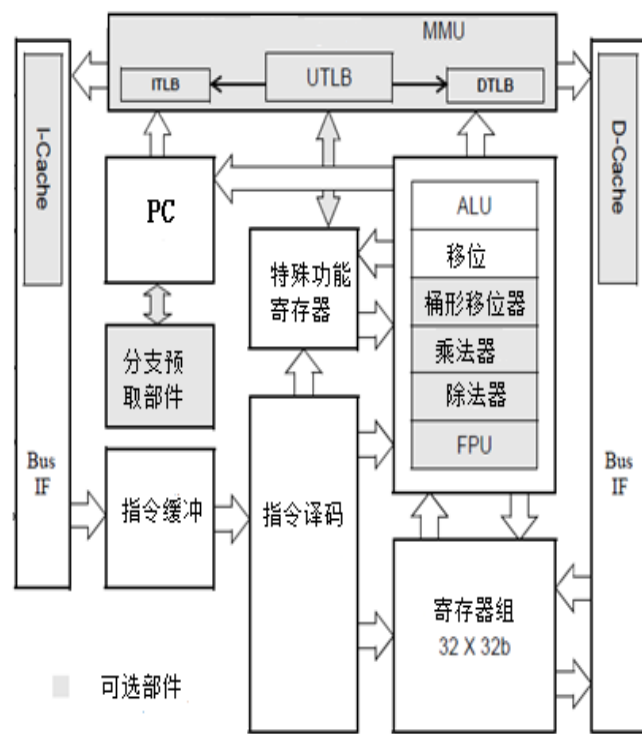 MMU
ITLB
UTLB
DTLB
I-Cache
D-Cache
PC
ALU
移位
特殊功能
寄存器
桶形移位器
乘法器
除法器
FPU
分支预
取部件
Bus
IF
Bus
IF
指令缓冲
指令译码
寄存器组
32 X 32b
可选部件